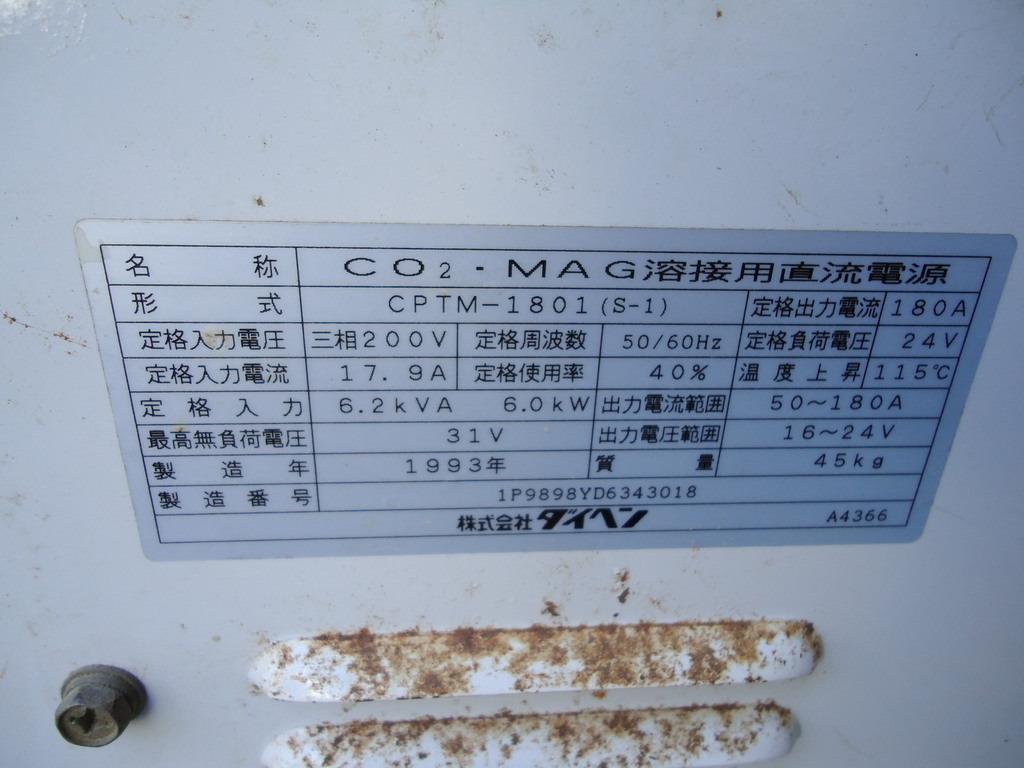 名称 CO2・MAG溶接用直流電源
形式 CPTM-1801(S-1) 定格出力電流 180A
定格入力電圧 三相200V 定格周波数 50/60Hz 定格負荷電圧 24V
定格入力電流 17.9A 定格使用率 40% 温度上昇 115℃
定格入力 6.2kVA 6.0kW 出力電流範囲 50～180A
最高無負荷電圧 31V 出力電圧範囲 16～24V
製造年 1993年 質量 45kg
製造番号 1P9898YD6343018
株式会社ダイヘン A4366